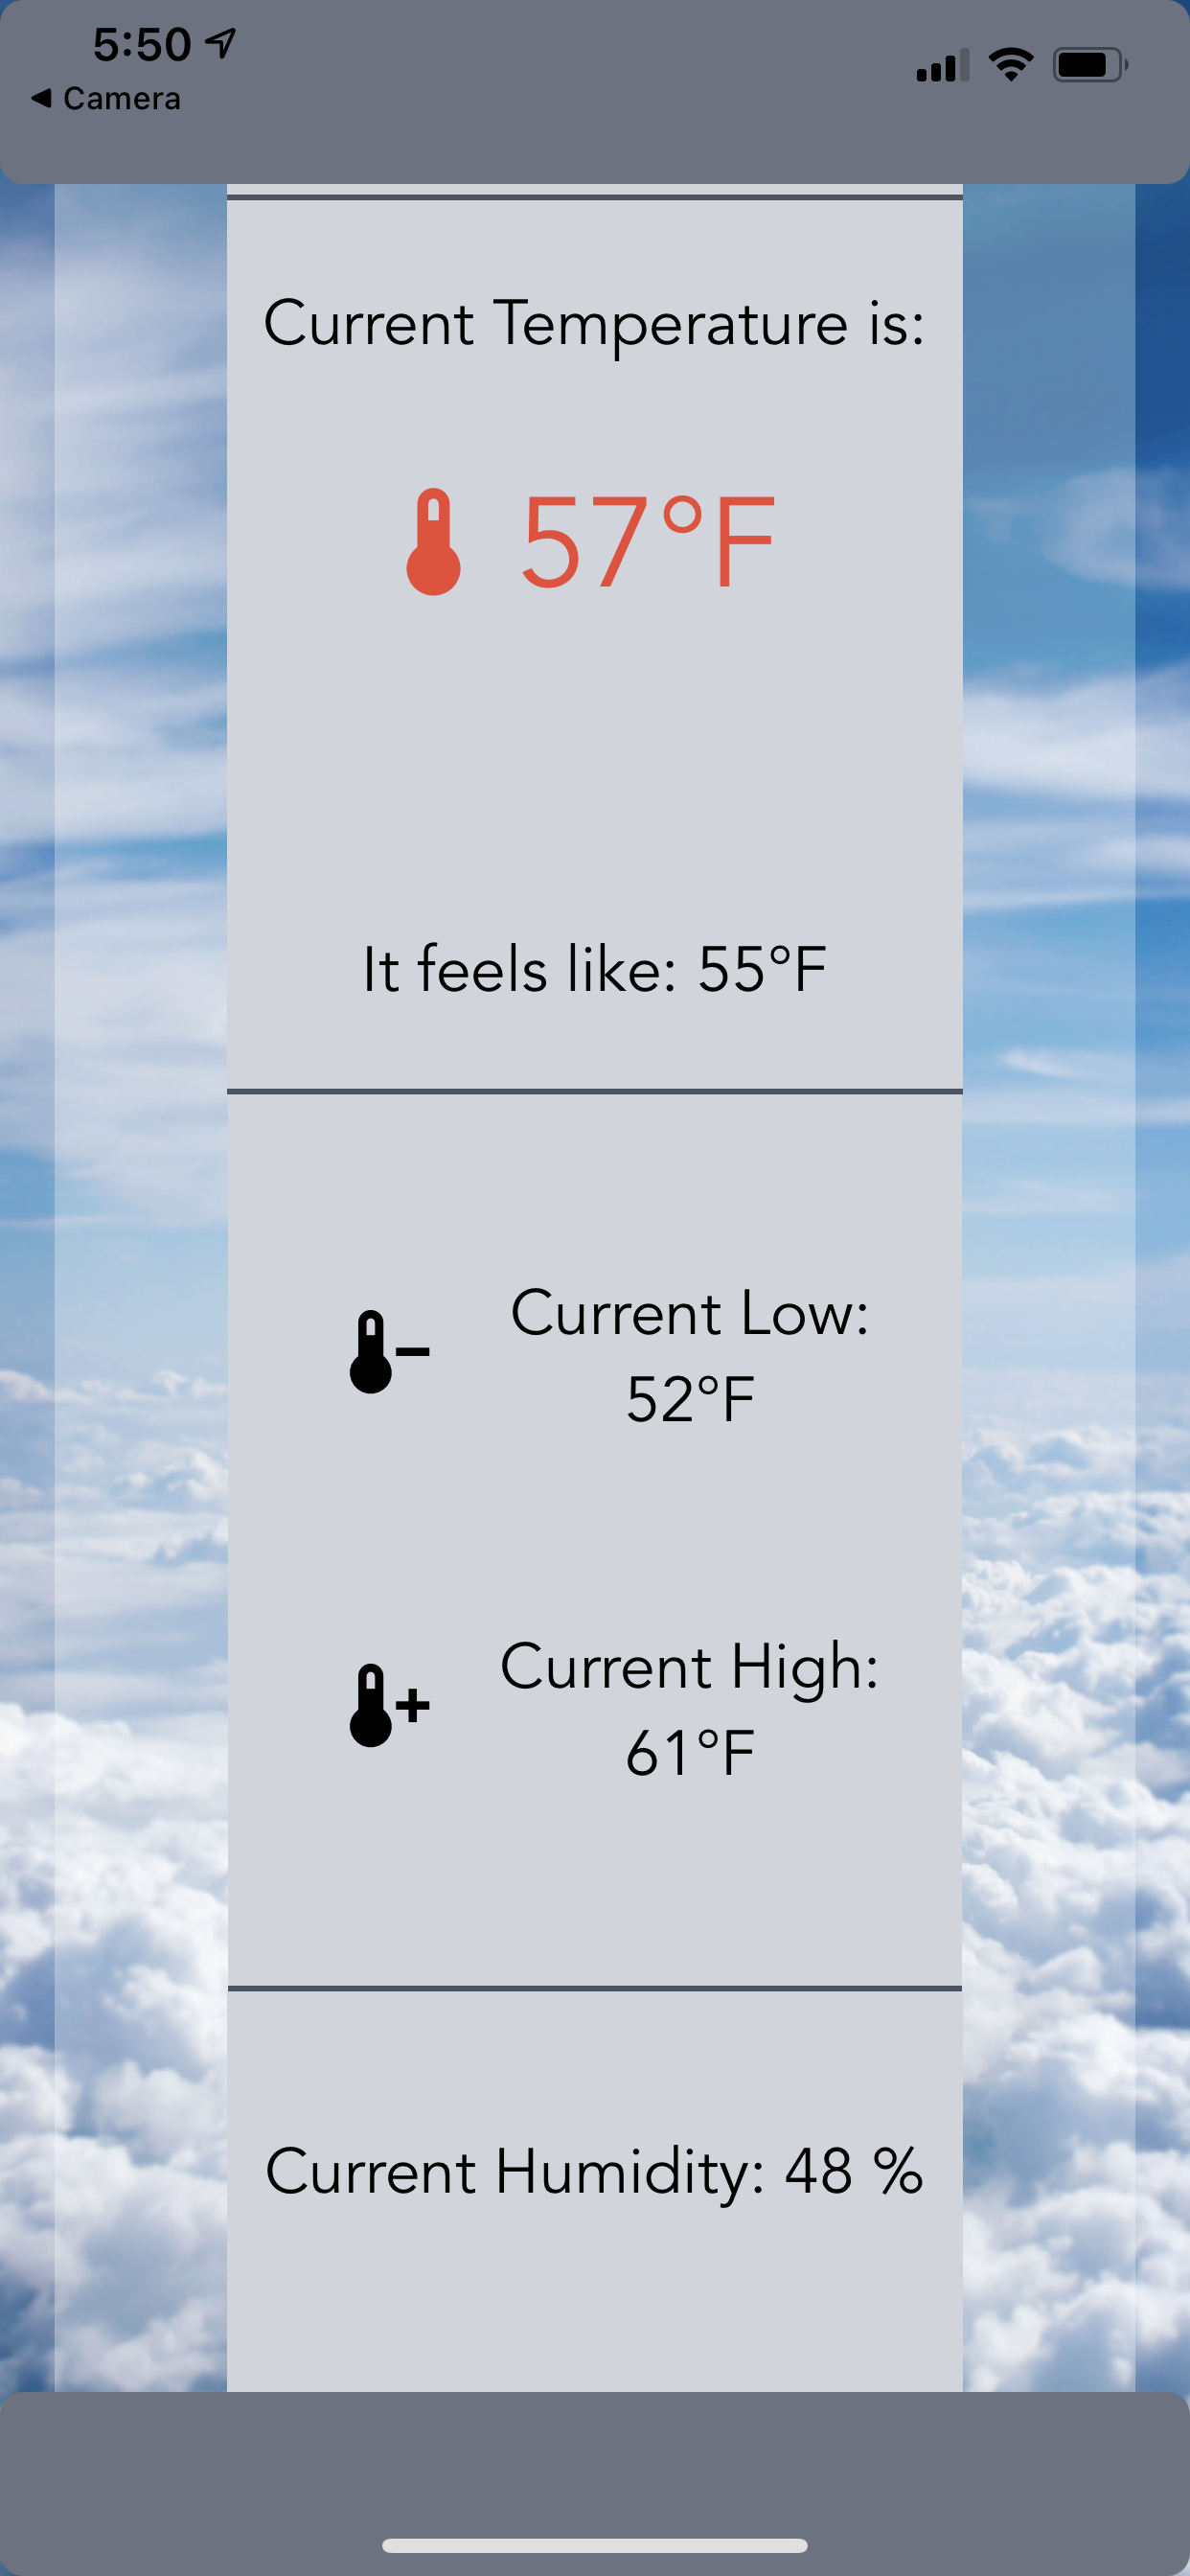 5:50
Camera
Current Temperature is:
57°F
It feels like: 55°F
Current Low:
52°F
Current High:
61°F
Current Humidity: 48 %